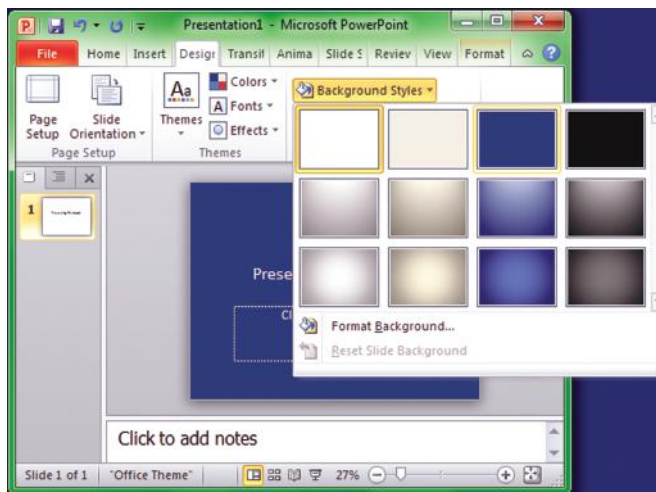 Presentation1 - Microsoft PowerPoint
File Home Insert Desigr Transit Anima Slide S Reviev View Format
Colors
Background Styles
Aa
A Fonts
Page Setup
Slide Orientation
Themes
Effects
Page Setup
Themes
1
Prese
Cl
Format Background...
Reset Slide Background
Click to add notes
Slide 1 of 1 "Office Theme" 27%